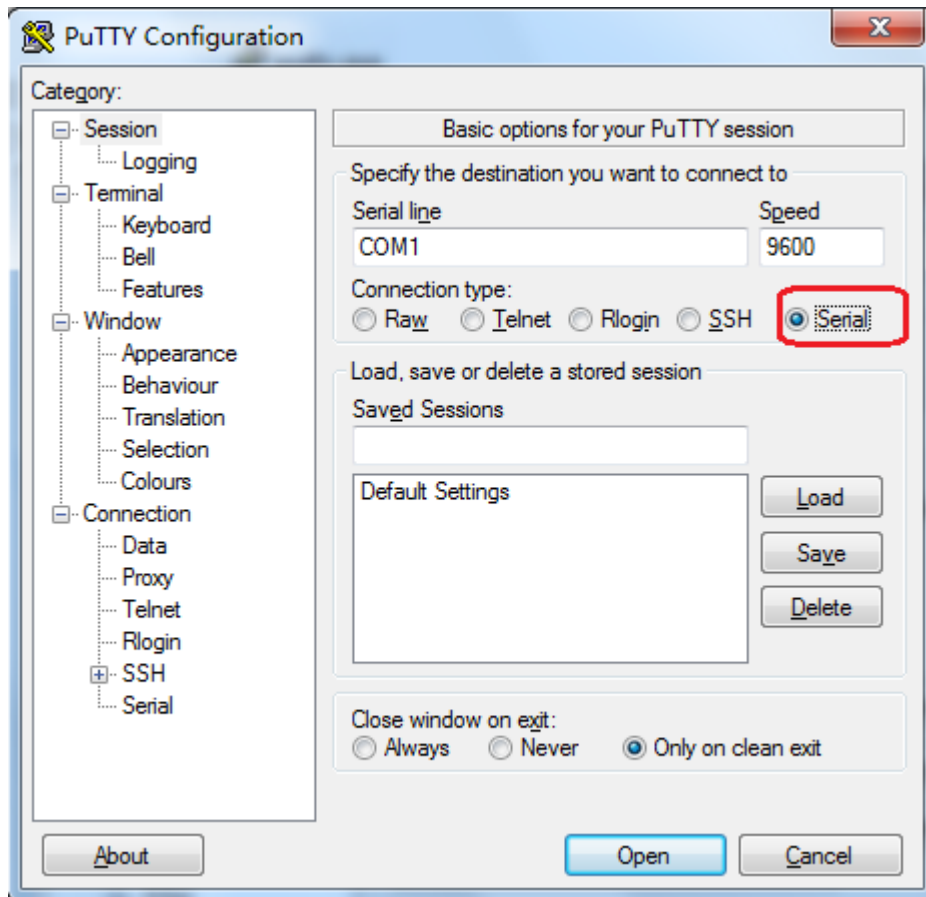 PuTTY Configuration
Category:
Session
Logging
Terminal
Keyboard
Bell
Features
Window
Appearance
Behaviour
Translation
Selection
Colours
Connection
Data
Proxy
Telnet
Rlogin
SSH
Serial
Basic options for your PuTTY session
Specify the destination you want to connect to
Serial line Speed
COM1 9600
Connection type:
Raw Telnet Rlogin SSH Serial
Load, save or delete a stored session
Saved Sessions
Default Settings
Load
Save
Delete
Close window on exit:
Always Never Only on clean exit
About Open Cancel